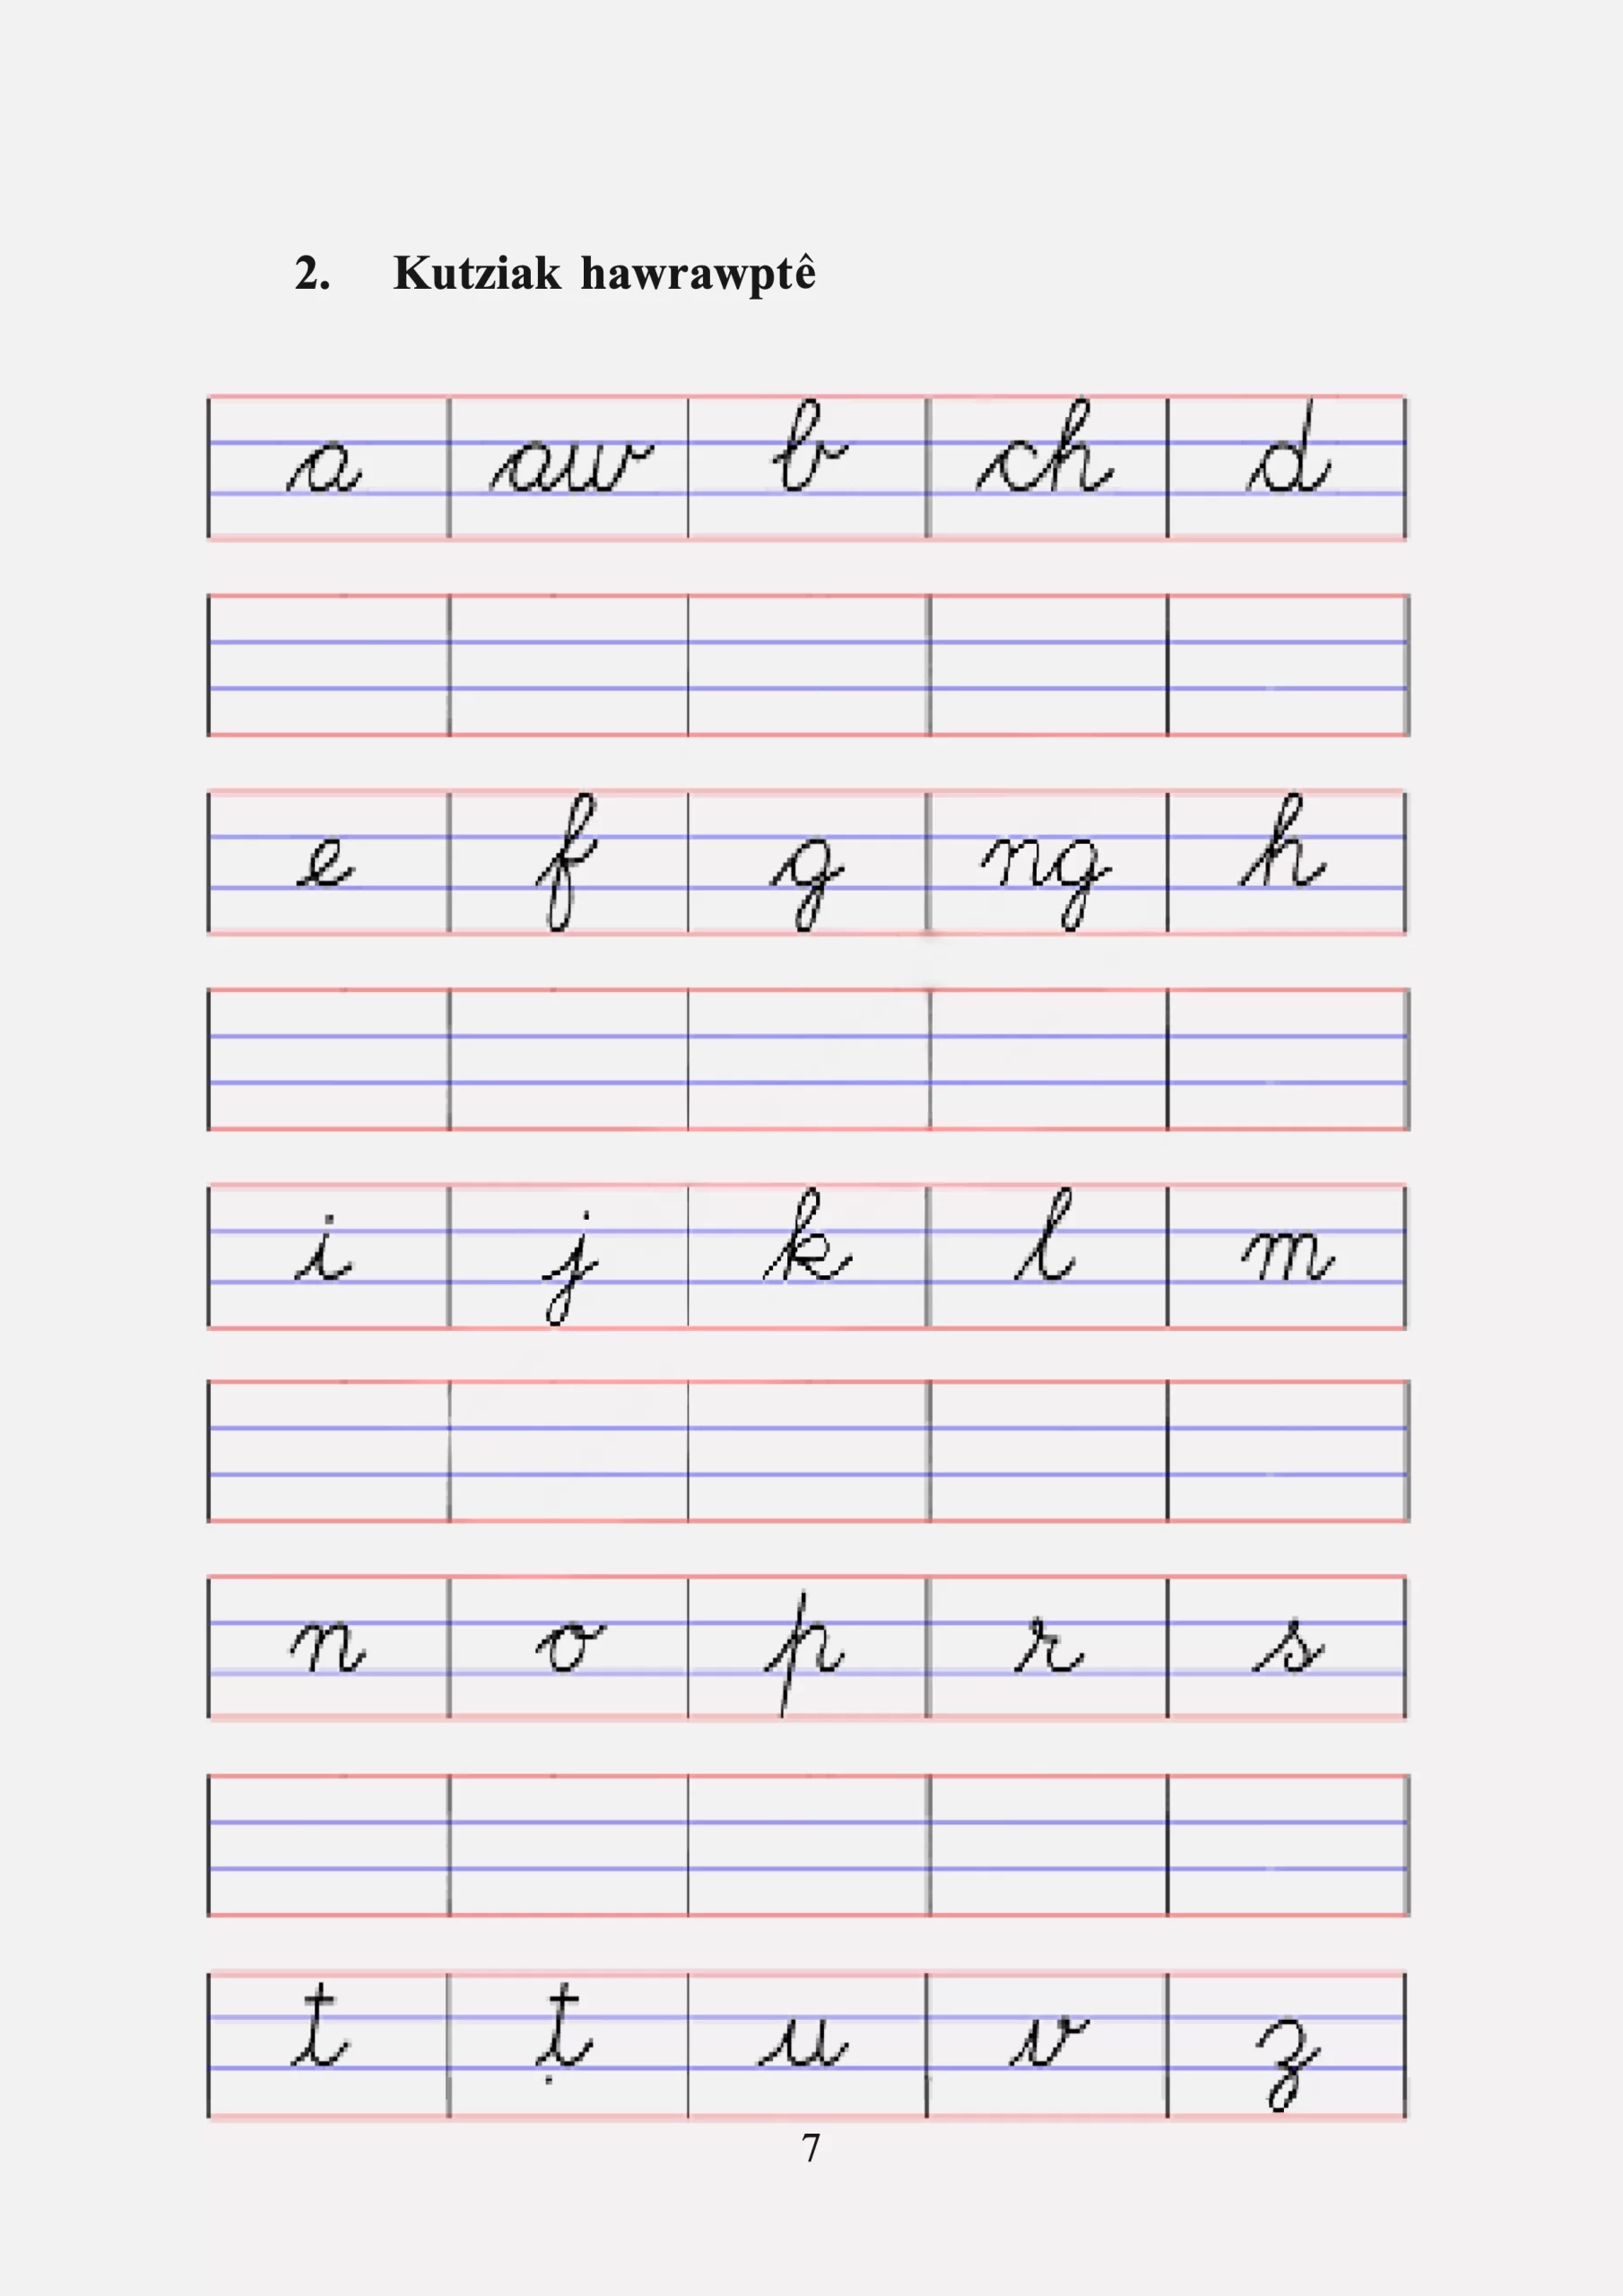 2. Kutziak hawrawptê
a aw b ch d
e f g ng h
i j k l m
n o p r s
t ṭ u v z
7